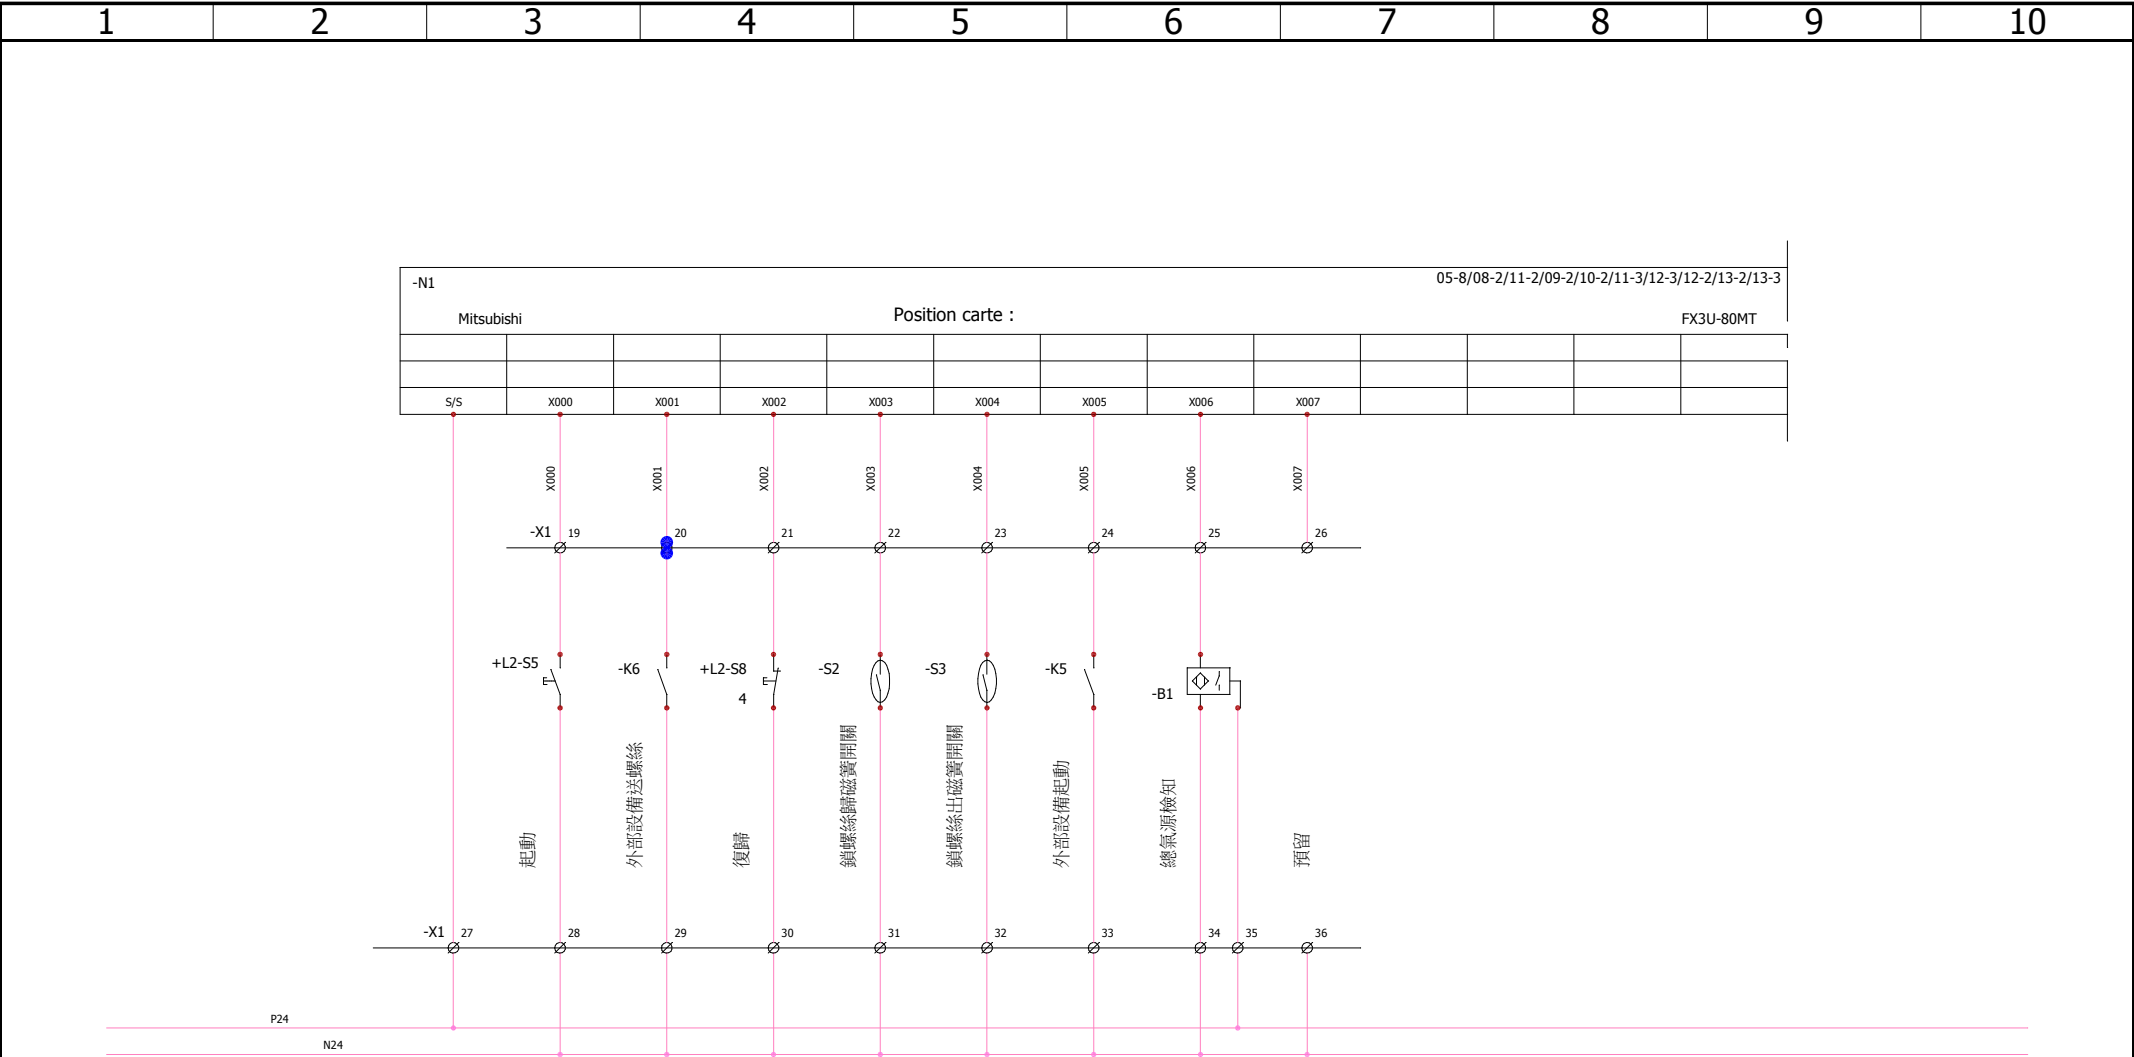 1 2 3 4 5 6 7 8 9 10
-N1 05-8/08-2/11-2/09-2/10-2/11-3/12-3/12-2/13-2/13-3
Mitsubishi Position carte : FX3U-80MT
S/S X000 X001 X002 X003 X004 X005 X006 X007
X000 X001 X002 X003 X004 X005 X006 X007
-X1 19 20 21 22 23 24 25 26
+L2-S5 -K6 +L2-S8 -S2 -S3 -K5 -B1
4
起動
外部設備送螺絲
復歸
鎖螺絲歸磁簧開關
鎖螺絲出磁簧開關
外部設備起動
總氣源檢知
預留
-X1 27 28 29 30 31 32 33 34 35 36
P24
N24